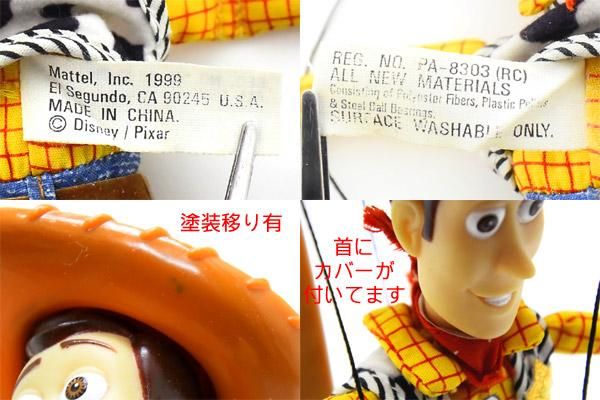 Mattel, Inc. 1999
El Segundo, CA 90245 U.S.A.
MADE IN CHINA.
© Disney / Pixar
REG. NO. PA-8303 (RC)
ALL NEW MATERIALS
Consisting of Polyester Fibers, Plastic Pellets
& Steel Ball Bearings.
SURFACE WASHABLE ONLY.
塗装移り有
首に
カバーが
付いてます